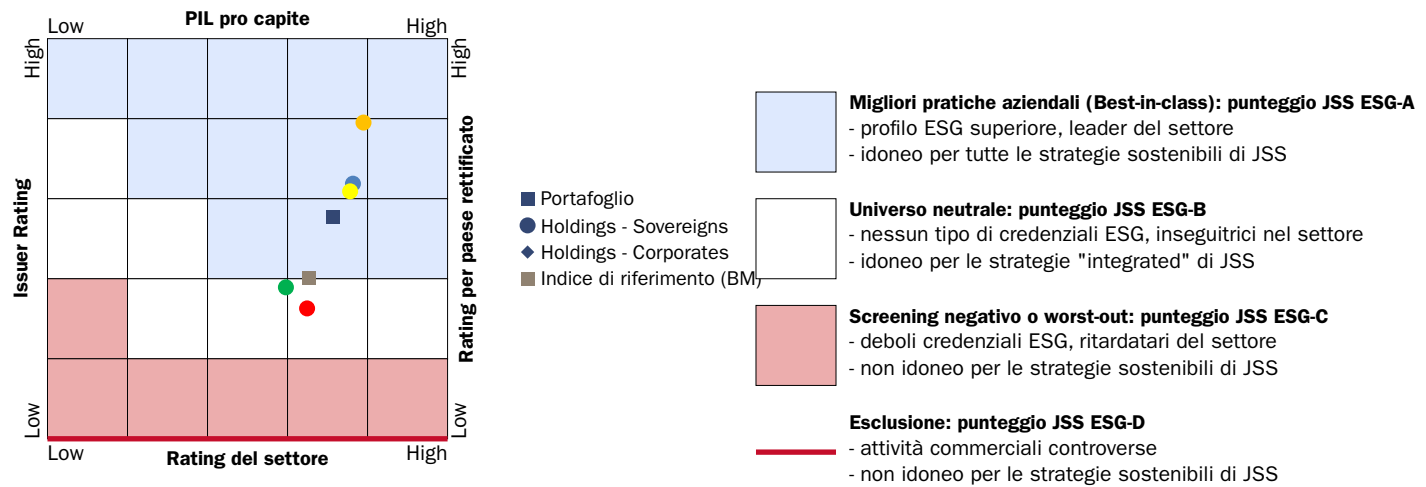 PIL pro capite
Low
High
High
High
Issuer Rating
Rating per paese rettificato
Low
Low
Low
High
Rating del settore
Portafoglio
Holdings - Sovereigns
Holdings - Corporates
Indice di riferimento (BM)
Migliori pratiche aziendali (Best-in-class): punteggio JSS ESG-A
- profilo ESG superiore, leader del settore
- idoneo per tutte le strategie sostenibili di JSS
Universo neutrale: punteggio JSS ESG-B
- nessun tipo di credenziali ESG, inseguitrici nel settore
- idoneo per le strategie "integrated" di JSS
Screening negativo o worst-out: punteggio JSS ESG-C
- deboli credenziali ESG, ritardatari del settore
- non idoneo per le strategie sostenibili di JSS
Esclusione: punteggio JSS ESG-D
- attività commerciali controverse
- non idoneo per le strategie sostenibili di JSS